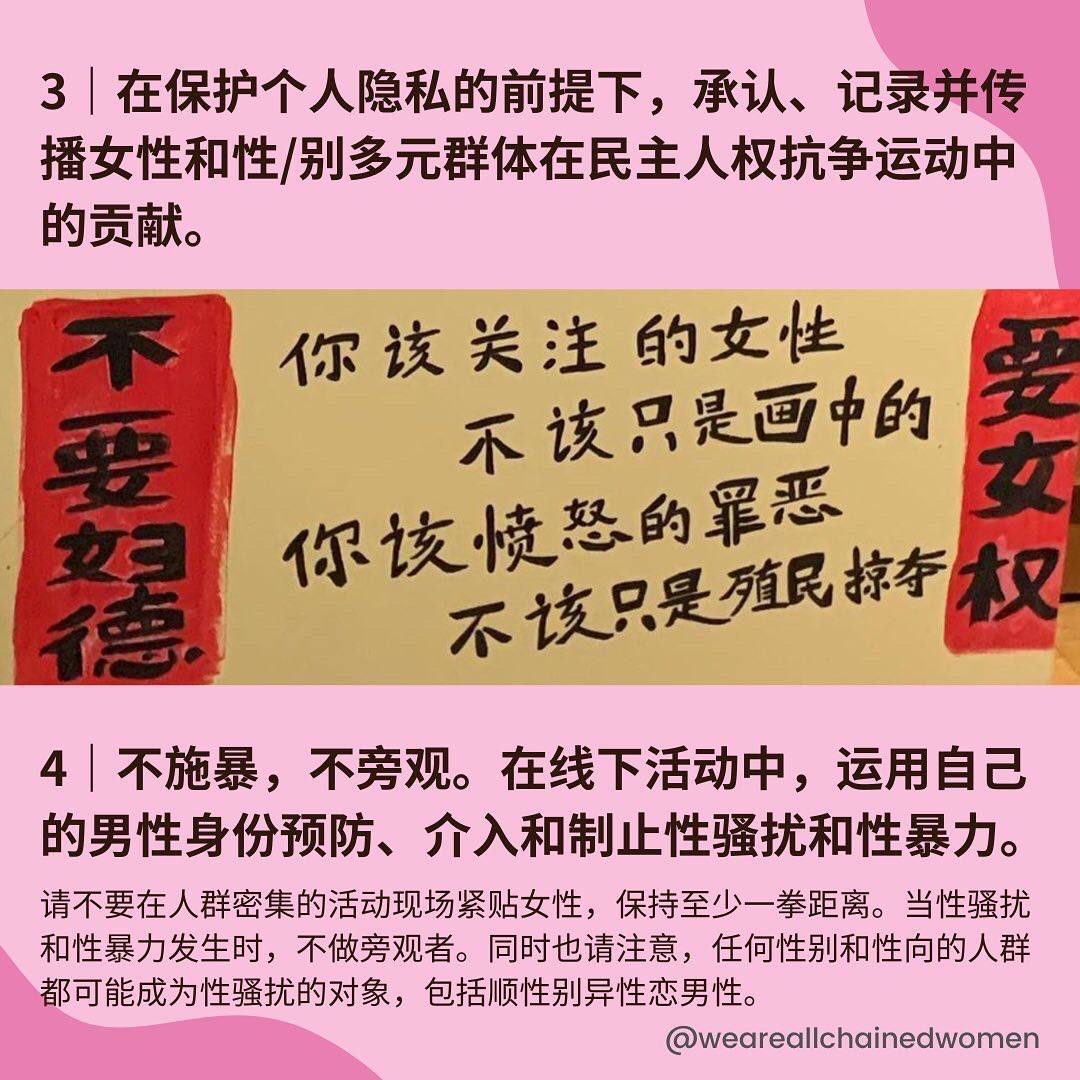 3｜在保护个人隐私的前提下，承认、记录并传
播女性和性/别多元群体在民主人权抗争运动中
的贡献。
不要妇德
你该关注的女性
不该只是画中的
你该愤怒的罪恶
不该只是殖民掠夺
要女权
4｜不施暴，不旁观。在线下活动中，运用自己
的男性身份预防、介入和制止性骚扰和性暴力。
请不要在人群密集的活动现场紧贴女性，保持至少一拳距离。当性骚扰
和性暴力发生时，不做旁观者。同时也请注意，任何性别和性向的人群
都可能成为性骚扰的对象，包括顺性别异性恋男性。
@weareallchainedwomen